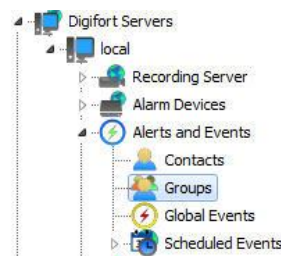 Digifort Servers
local
Recording Server
Alarm Devices
Alerts and Events
Contacts
Groups
Global Events
Scheduled Events